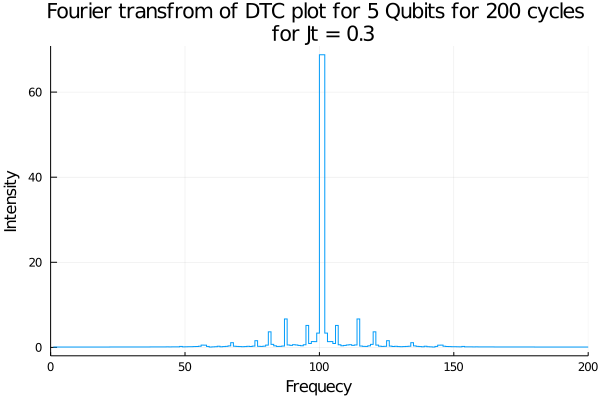 Fourier transfrom of DTC plot for 5 Qubits for 200 cycles
for Jt = 0.3
Intensity
60
40
20
0
0 50 100 150 200
Frequecy